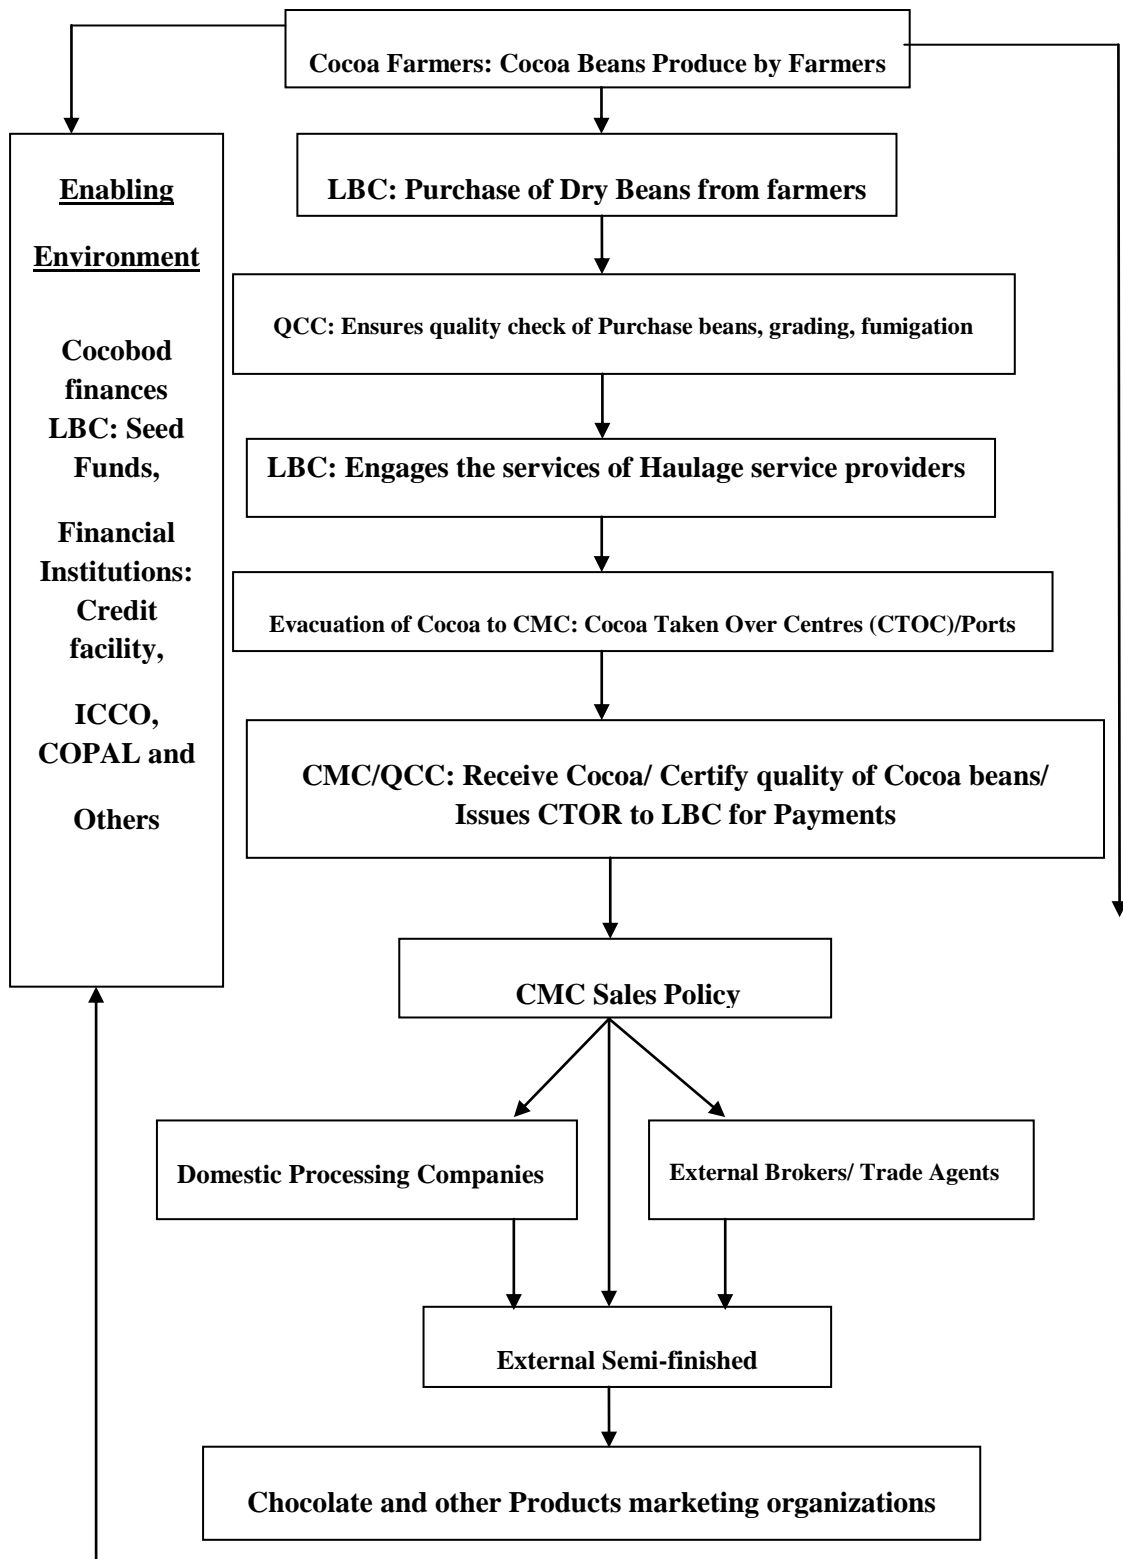 Cocoa Farmers: Cocoa Beans Produce by Farmers
LBC: Purchase of Dry Beans from farmers
Enabling
Environment
Cocobod
finances
LBC: Seed
Funds,
Financial
Institutions:
Credit
facility,
ICCO,
COPAL and
Others
QCC: Ensures quality check of Purchase beans, grading, fumigation
LBC: Engages the services of Haulage service providers
Evacuation of Cocoa to CMC: Cocoa Taken Over Centres (CTOC)/Ports
CMC/QCC: Receive Cocoa/ Certify quality of Cocoa beans/
Issues CTOR to LBC for Payments
CMC Sales Policy
Domestic Processing Companies
External Brokers/ Trade Agents
External Semi-finished
Chocolate and other Products marketing organizations